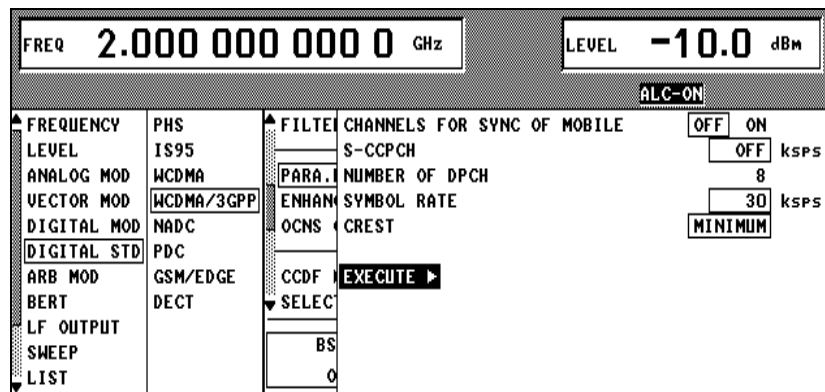 FREQ 2.000 000 000 0 GHz
LEVEL -10.0 dBm
ALC-ON
FREQUENCY
LEVEL
ANALOG MOD
VECTOR MOD
DIGITAL MOD
DIGITAL STD
ARB MOD
BERT
LF OUTPUT
SWEEP
LIST
PHS
IS95
WCDMA
WCDMA/3GPP
NADC
PDC
GSM/EDGE
DECT
FILTE
PARA.
ENHAN
OCNS
CCDF
SELEC
BS
0
CHANNELS FOR SYNC OF MOBILE OFF ON
S-CCPCH OFF ksps
NUMBER OF DPCH 8
SYMBOL RATE 30 ksps
CREST MINIMUM
EXECUTE ▶